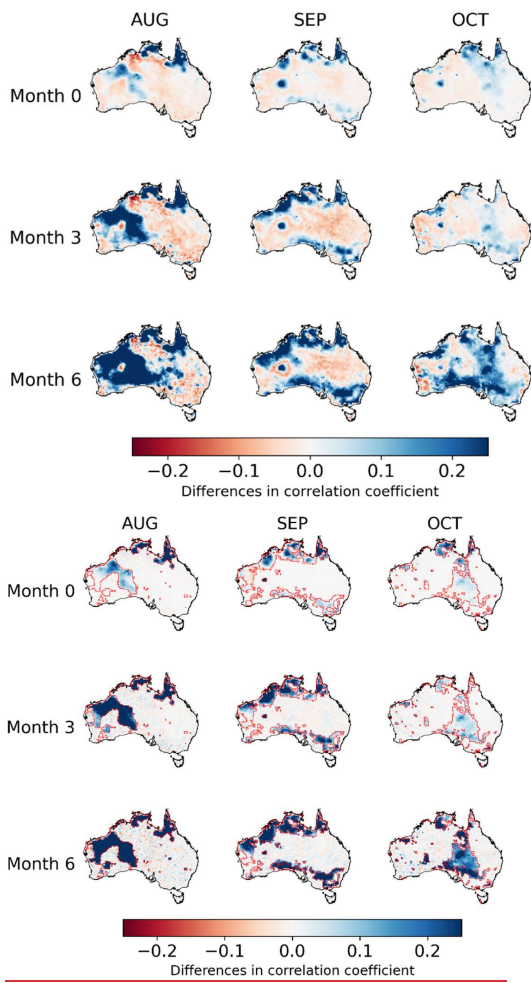 AUG SEP OCT
Month 0
Month 3
Month 6
−0.2 −0.1 0.0 0.1 0.2
Differences in correlation coefficient
AUG SEP OCT
Month 0
Month 3
Month 6
−0.2 −0.1 0.0 0.1 0.2
Differences in correlation coefficient